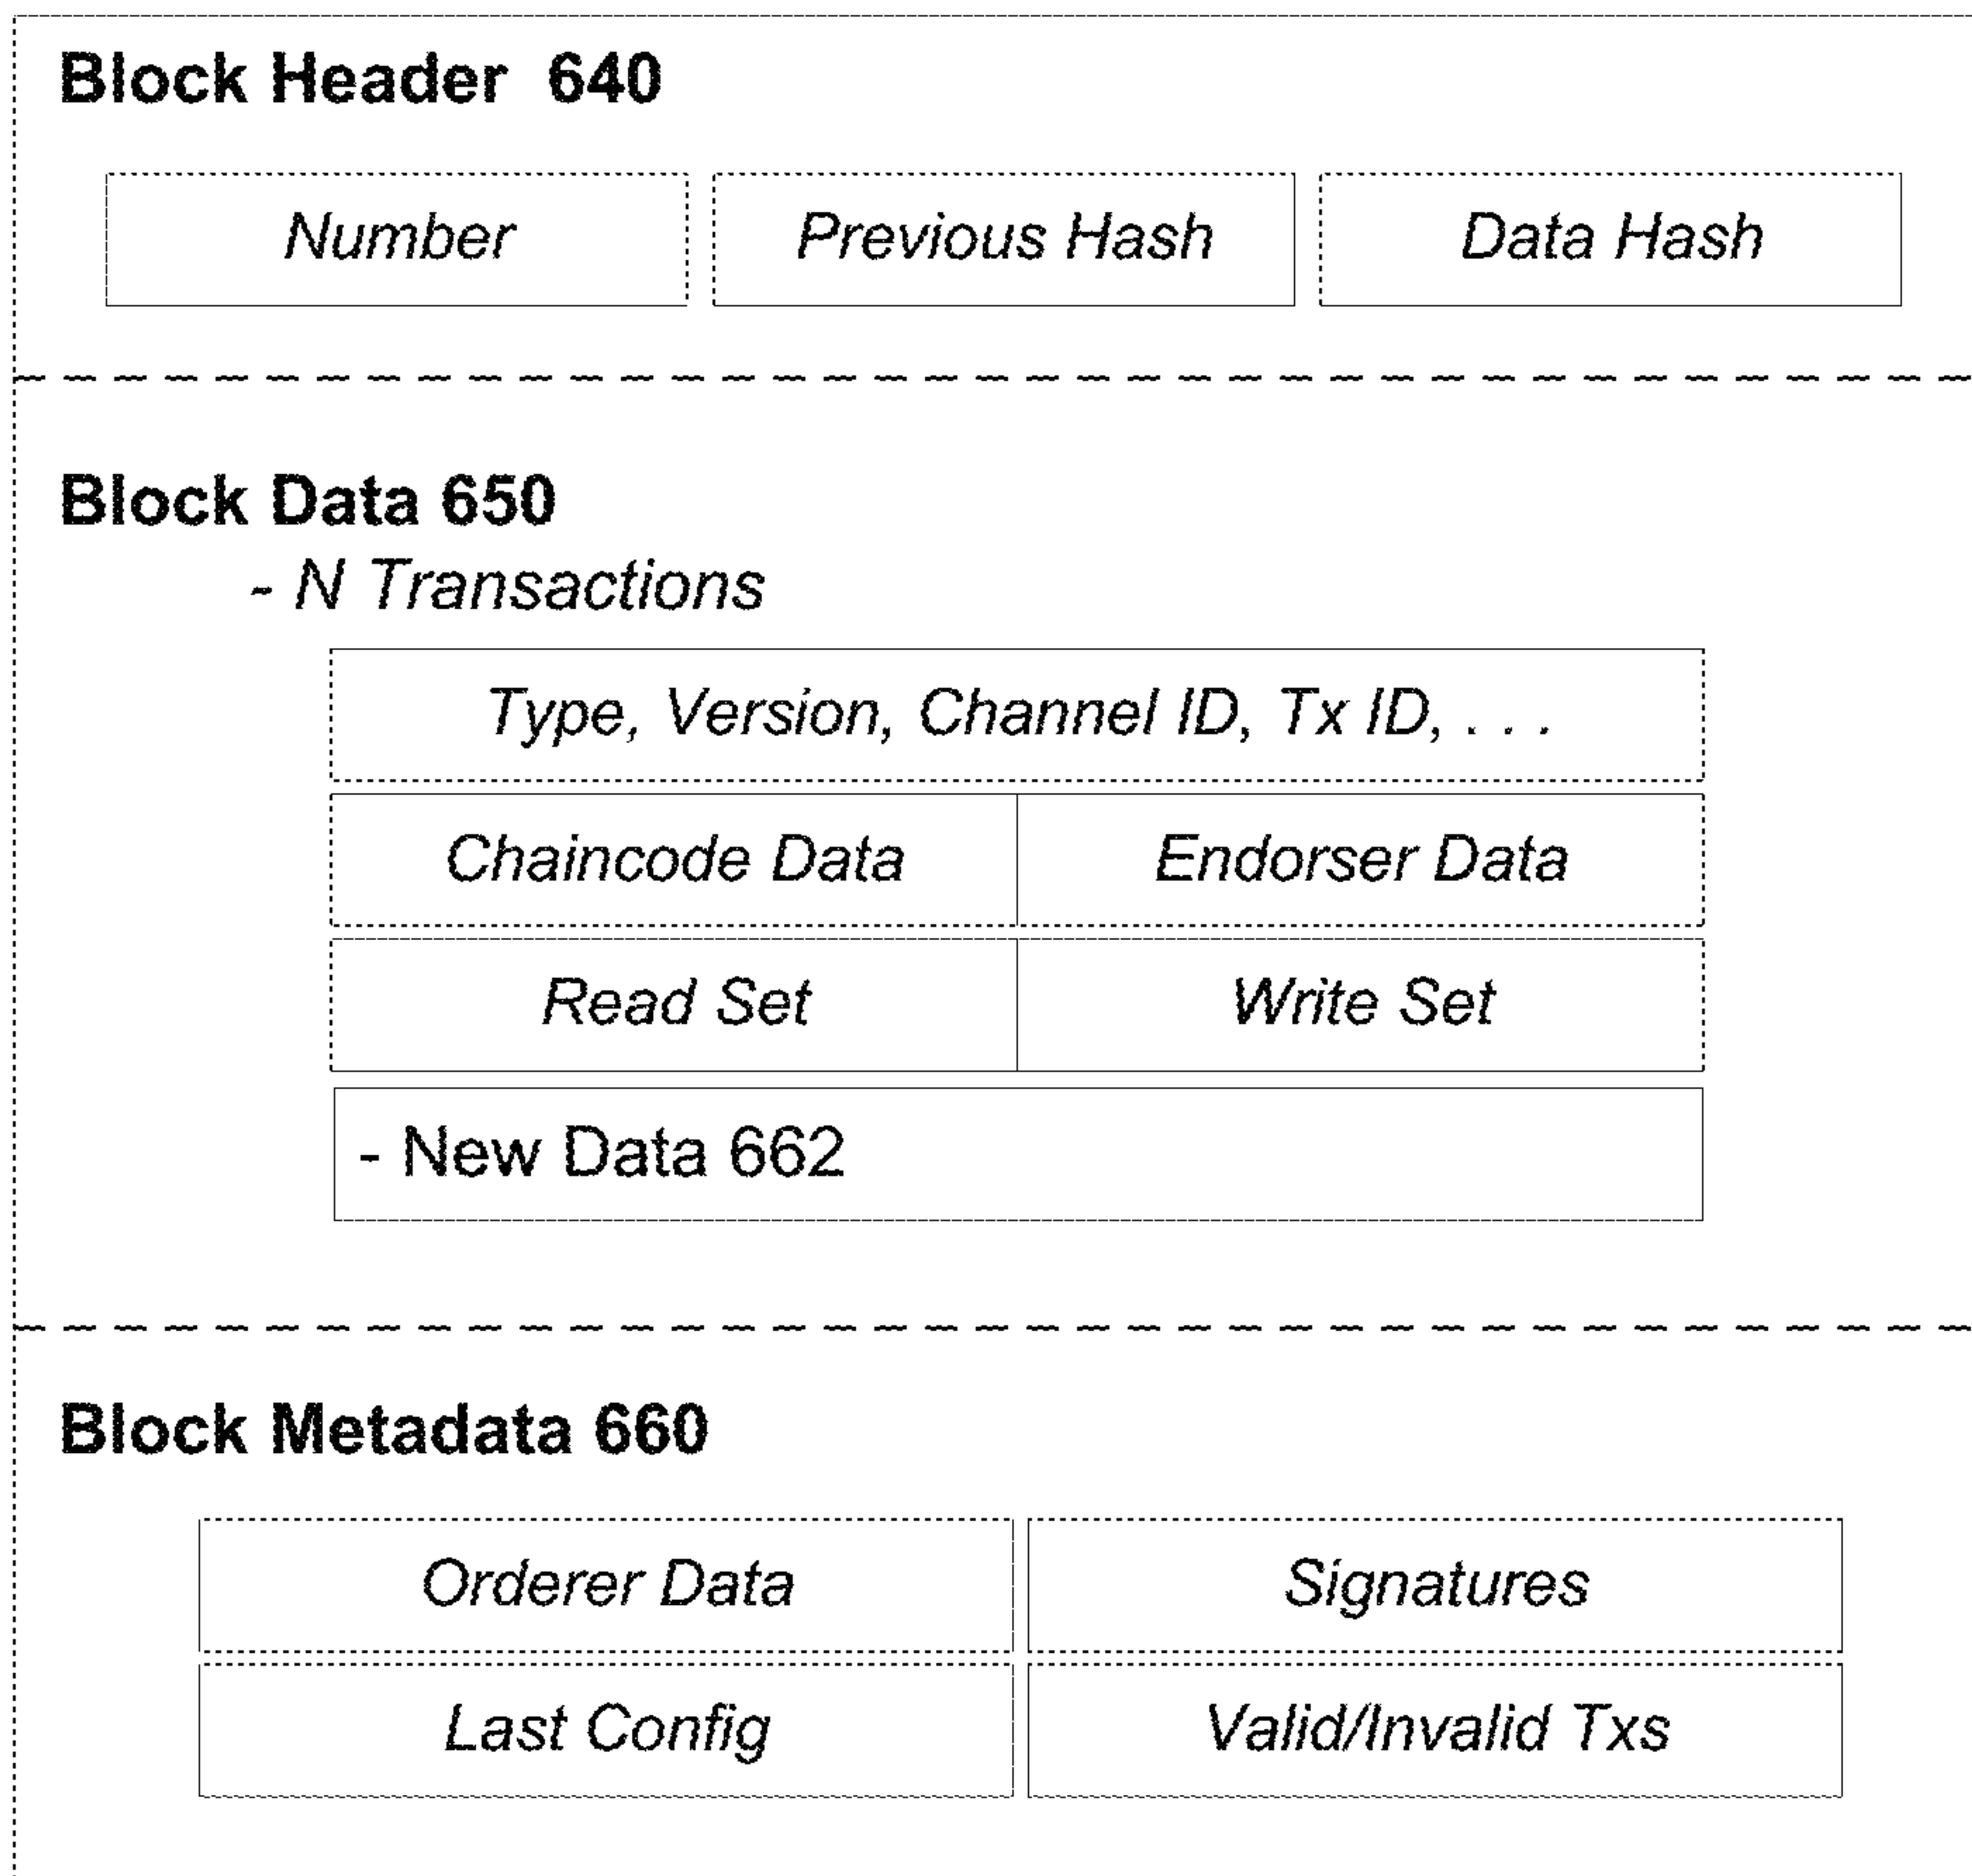 Block Header 640
Number Previous Hash Data Hash
Block Data 650
- N Transactions
Type, Version, Channel ID, Tx ID, . . .
Chaincode Data Endorser Data
Read Set Write Set
- New Data 662
Block Metadata 660
Orderer Data Signatures
Last Config Valid/Invalid Txs